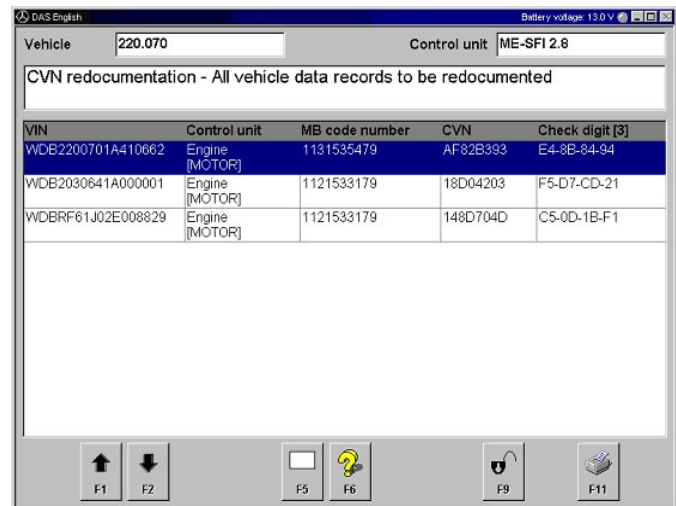 DAS English Battery voltage: 13.0 V
Vehicle 220.070 Control unit ME-SFI 2.8
CVN redocumentation - All vehicle data records to be redocumented
VIN Control unit MB code number CVN Check digit [3]
WDB2200701A410662 Engine 1131535479 AF82B393 E4-8B-84-94
[MOTOR]
WDB2030641A000001 Engine 1121533179 18D04203 F5-D7-CD-21
[MOTOR]
WDBRF61J02E008829 Engine 1121533179 148D704D C5-0D-1B-F1
[MOTOR]
F1 F2 F5 F6 F9 F11